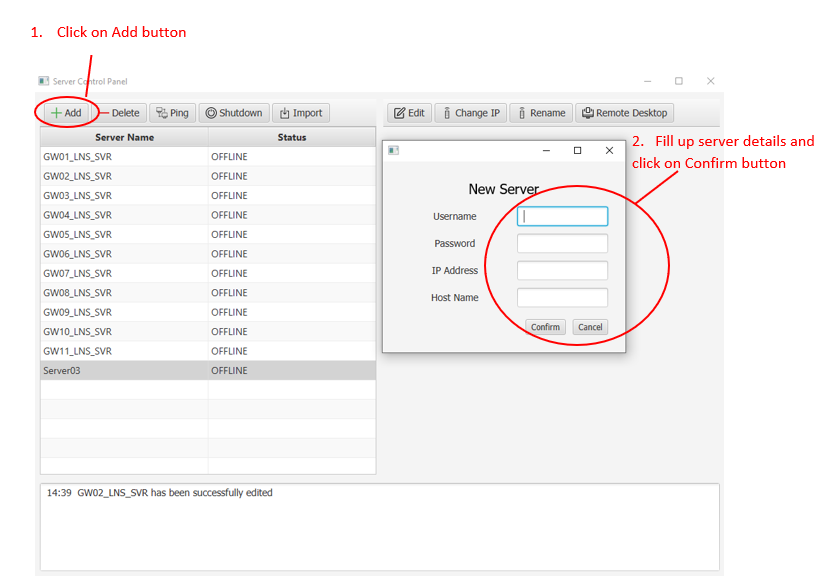 1. Click on Add button
Server Control Panel
Add Delete Ping Shutdown Import Edit Change IP Rename Remote Desktop
Server Name Status
GW01_LNS_SVR OFFLINE
GW02_LNS_SVR OFFLINE
GW03_LNS_SVR OFFLINE
GW04_LNS_SVR OFFLINE
GW05_LNS_SVR OFFLINE
GW06_LNS_SVR OFFLINE
GW07_LNS_SVR OFFLINE
GW08_LNS_SVR OFFLINE
GW09_LNS_SVR OFFLINE
GW10_LNS_SVR OFFLINE
GW11_LNS_SVR OFFLINE
Server03 OFFLINE
2. Fill up server details and
click on Confirm button
New Server
Username
Password
IP Address
Host Name
Confirm Cancel
14:39 GW02_LNS_SVR has been successfully edited